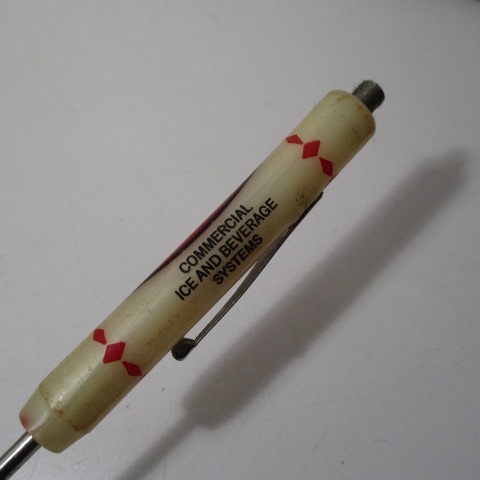 COMMERCIAL
ICE AND BEVERAGE
SYSTEMS